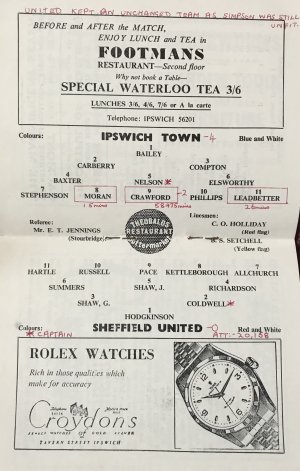 UNITED KEPT AN UNCHANGED TEAM AS SIMPSON WAS STILL UNFIT
BEFORE and AFTER the MATCH,
ENJOY LUNCH and TEA in
FOOTMANS
RESTAURANT—Second floor
Why not book a Table—
SPECIAL WATERLOO TEA 3/6
LUNCHES 3/6, 4/6, 7/6 or A la carte
Telephone: IPSWICH 56201
Colours: IPSWICH TOWN -4 Blue and White
1
BAILEY
2 3
CARBERRY COMPTON
4 5 6
BAXTER NELSON* ELSWORTHY
7 8 9 10 11
STEPHENSON MORAN CRAWFORD -2 PHILLIPS LEADBETTER
Referee:
Mr. E. T. JENNINGS
(Stourbridge)
THEOBALDS
RESTAURANT
aftermatch
Linesmen:
C. O. HOLLIDAY
(Red flag)
S. SETCHELL
(Yellow flag)
11 10 9 8 7
HARTLE RUSSELL PACE KETTLEBOROUGH ALLCHURCH
6 5 4
SUMMERS SHAW, J. RICHARDSON
3 2
SHAW, G. COLDWELL*
1
HODGKINSON
Colours: SHEFFIELD UNITED -0 Red and White
* CAPTAIN ATT:- 20,158
ROLEX WATCHES
Rich in those qualities which
make for accuracy
Croydons
TAVERN STREET IPSWICH